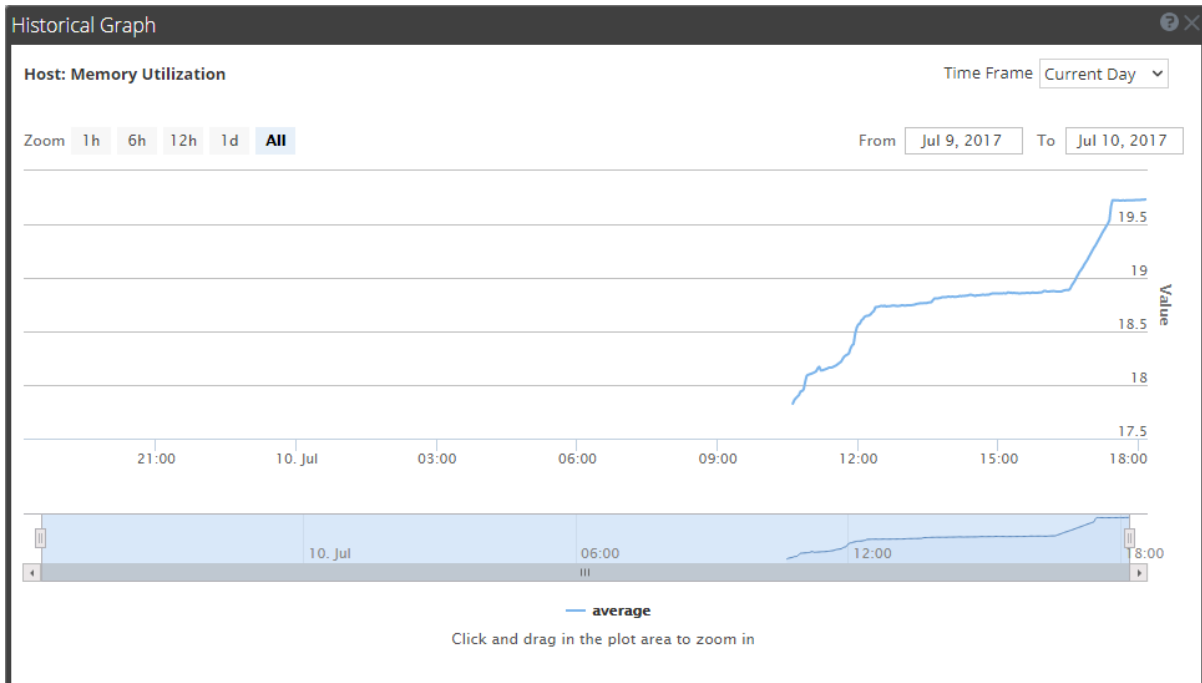 Historical Graph
Host: Memory Utilization
Time Frame Current Day
Zoom 1h 6h 12h 1d All
From Jul 9, 2017 To Jul 10, 2017
19.5
19
18.5
18
17.5
Value
21:00 10. Jul 03:00 06:00 09:00 12:00 15:00 18:00
10. Jul 06:00 12:00 18:00
average
Click and drag in the plot area to zoom in